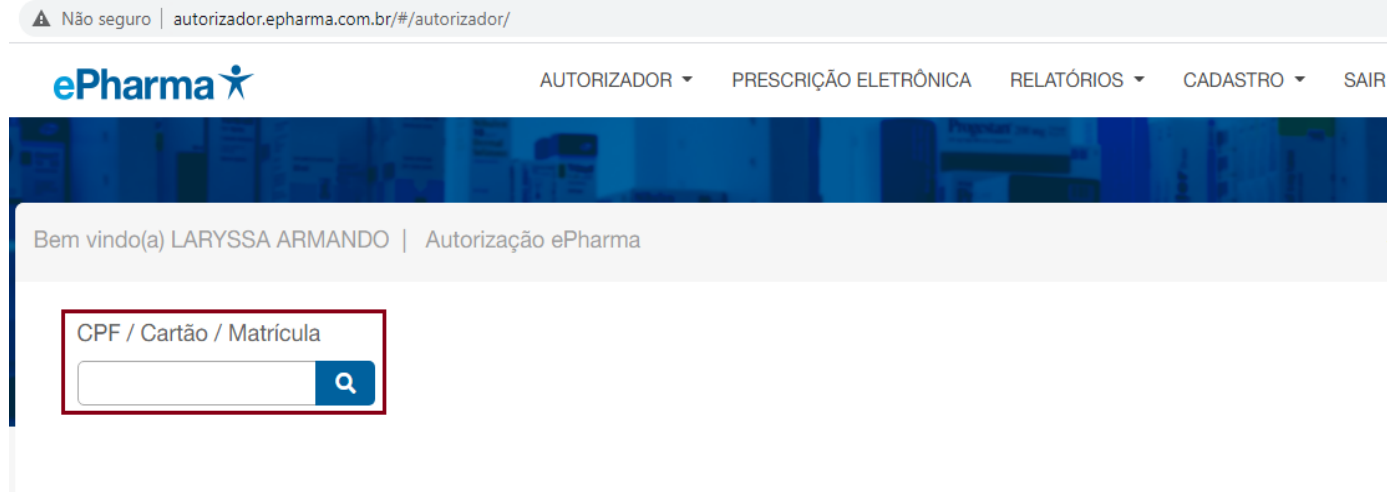 Não seguro | autorizador.epharma.com.br/#/autorizador/
ePharma AUTORIZADOR PRESCRIÇÃO ELETRÔNICA RELATÓRIOS CADASTRO SAIR
Bem vindo(a) LARYSSA ARMANDO | Autorização ePharma
CPF / Cartão / Matrícula